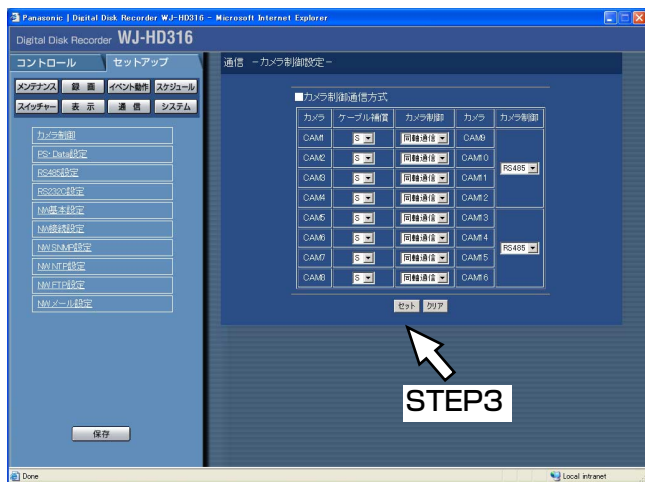 Panasonic | Digital Disk Recorder WJ-HD316 - Microsoft Internet Explorer
Digital Disk Recorder WJ-HD316
コントロール セットアップ
メンテナンス 録 画 イベント動作 スケジュール
スイッチャー 表 示 通 信 システム
カメラ制御
PS・Data設定
RS485設定
RS232C設定
NW基本設定
NW接続設定
NW SNMP設定
NW NTP設定
NW FTP設定
NWメール設定
保存
通信 −カメラ制御設定−
■カメラ制御通信方式
カメラ ケーブル補償 カメラ制御 カメラ カメラ制御
CAM1 S 同軸通信 CAM9 RS485
CAM2 S 同軸通信 CAM10
CAM3 S 同軸通信 CAM11
CAM4 S 同軸通信 CAM12
CAM5 S 同軸通信 CAM13 RS485
CAM6 S 同軸通信 CAM14
CAM7 S 同軸通信 CAM15
CAM8 S 同軸通信 CAM16
セット クリア
STEP3
Done Local intranet